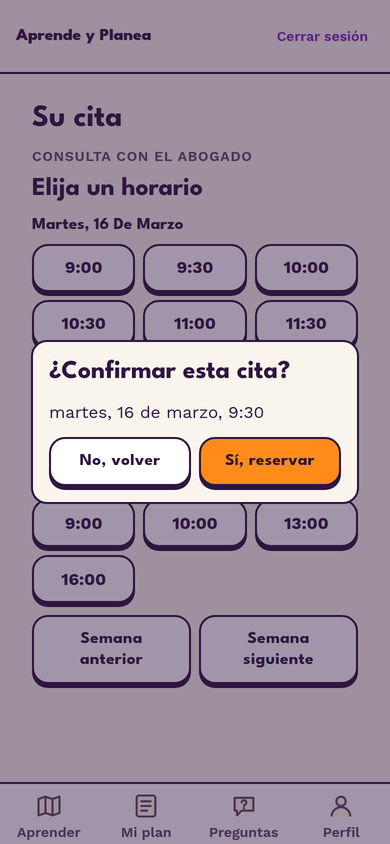 Aprende y Planea
Cerrar sesión
Su cita
CONSULTA CON EL ABOGADO
Elija un horario
Martes, 16 De Marzo
9:00 9:30 10:00
10:30 11:00 11:30
¿Confirmar esta cita?
martes, 16 de marzo, 9:30
No, volver Sí, reservar
9:00 10:00 13:00
16:00
Semana anterior
Semana siguiente
Aprender Mi plan Preguntas Perfil